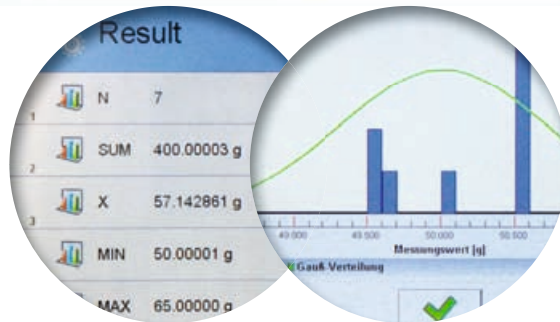 Result
1 N 7
2 SUM 400.00003 g
3 X 57.142861 g
MIN 50.00001 g
MAX 65.00000 g
49.000 49.500 50.000 50.500
Messungswert [g]
Gauß-Verteilung